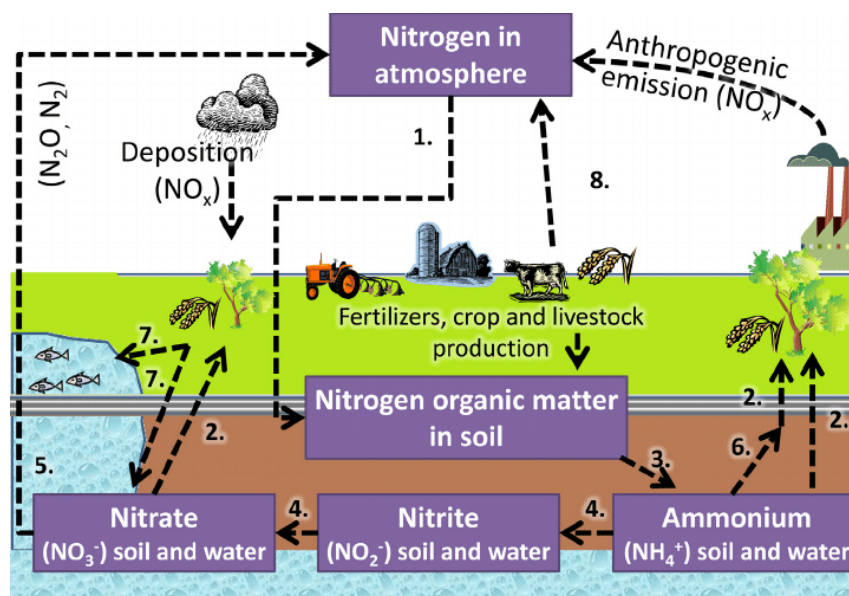 Nitrogen in
atmosphere
Anthropogenic
emission (NOₓ)
(N₂O, N₂)
Deposition
(NOₓ)
1.
8.
Fertilizers, crop and livestock
production
7.
7.
2.
Nitrogen organic matter
in soil
2.
2.
5.
3.
6.
4.
4.
Nitrate
(NO₃⁻) soil and water
Nitrite
(NO₂⁻) soil and water
Ammonium
(NH₄⁺) soil and water